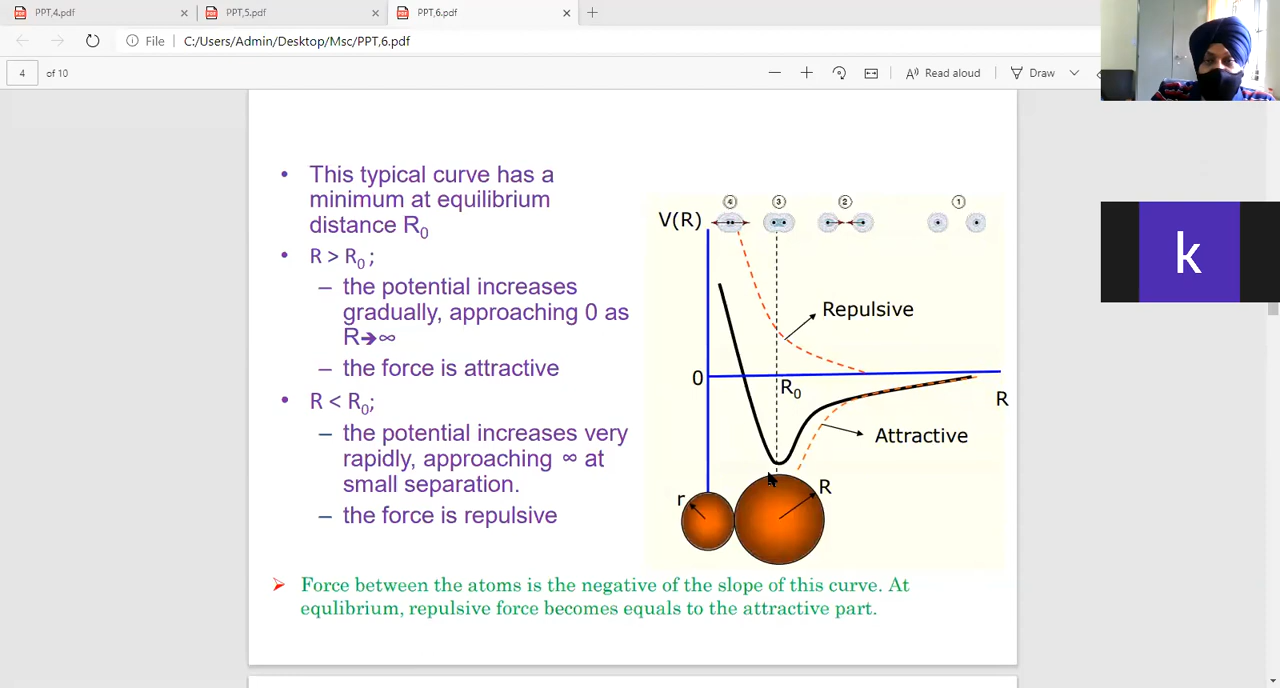 PPT,4.pdf
PPT,5.pdf
PPT,6.pdf
File
C:/Users/Admin/Desktop/Msc/PPT,6.pdf
4 of 10
Read aloud
Draw
• This typical curve has a
minimum at equilibrium
distance R₀
• R > R₀ ;
– the potential increases
gradually, approaching 0 as
R➔∞
– the force is attractive
• R < R₀;
– the potential increases very
rapidly, approaching ∞ at
small separation.
– the force is repulsive
④ ③ ② ①
V(R)
Repulsive
0
R₀
R
Attractive
r
R
➢ Force between the atoms is the negative of the slope of this curve. At
equlibrium, repulsive force becomes equals to the attractive part.
k